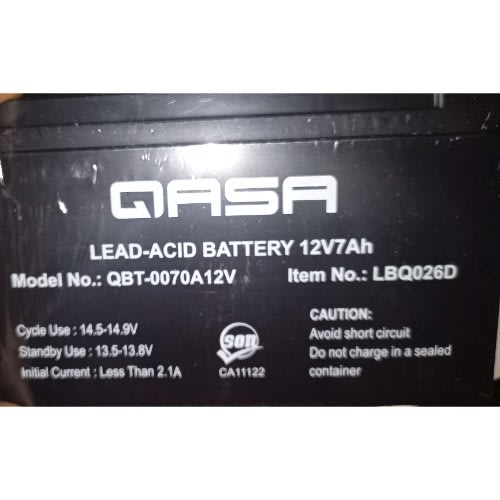 QASA
LEAD-ACID BATTERY 12V7Ah
Model No.: QBT-0070A12V Item No.: LBQ026D
Cycle Use : 14.5-14.9V
Standby Use : 13.5-13.8V
Initial Current : Less Than 2.1A
SON
CA11122
CAUTION:
Avoid short circuit
Do not charge in a sealed
container